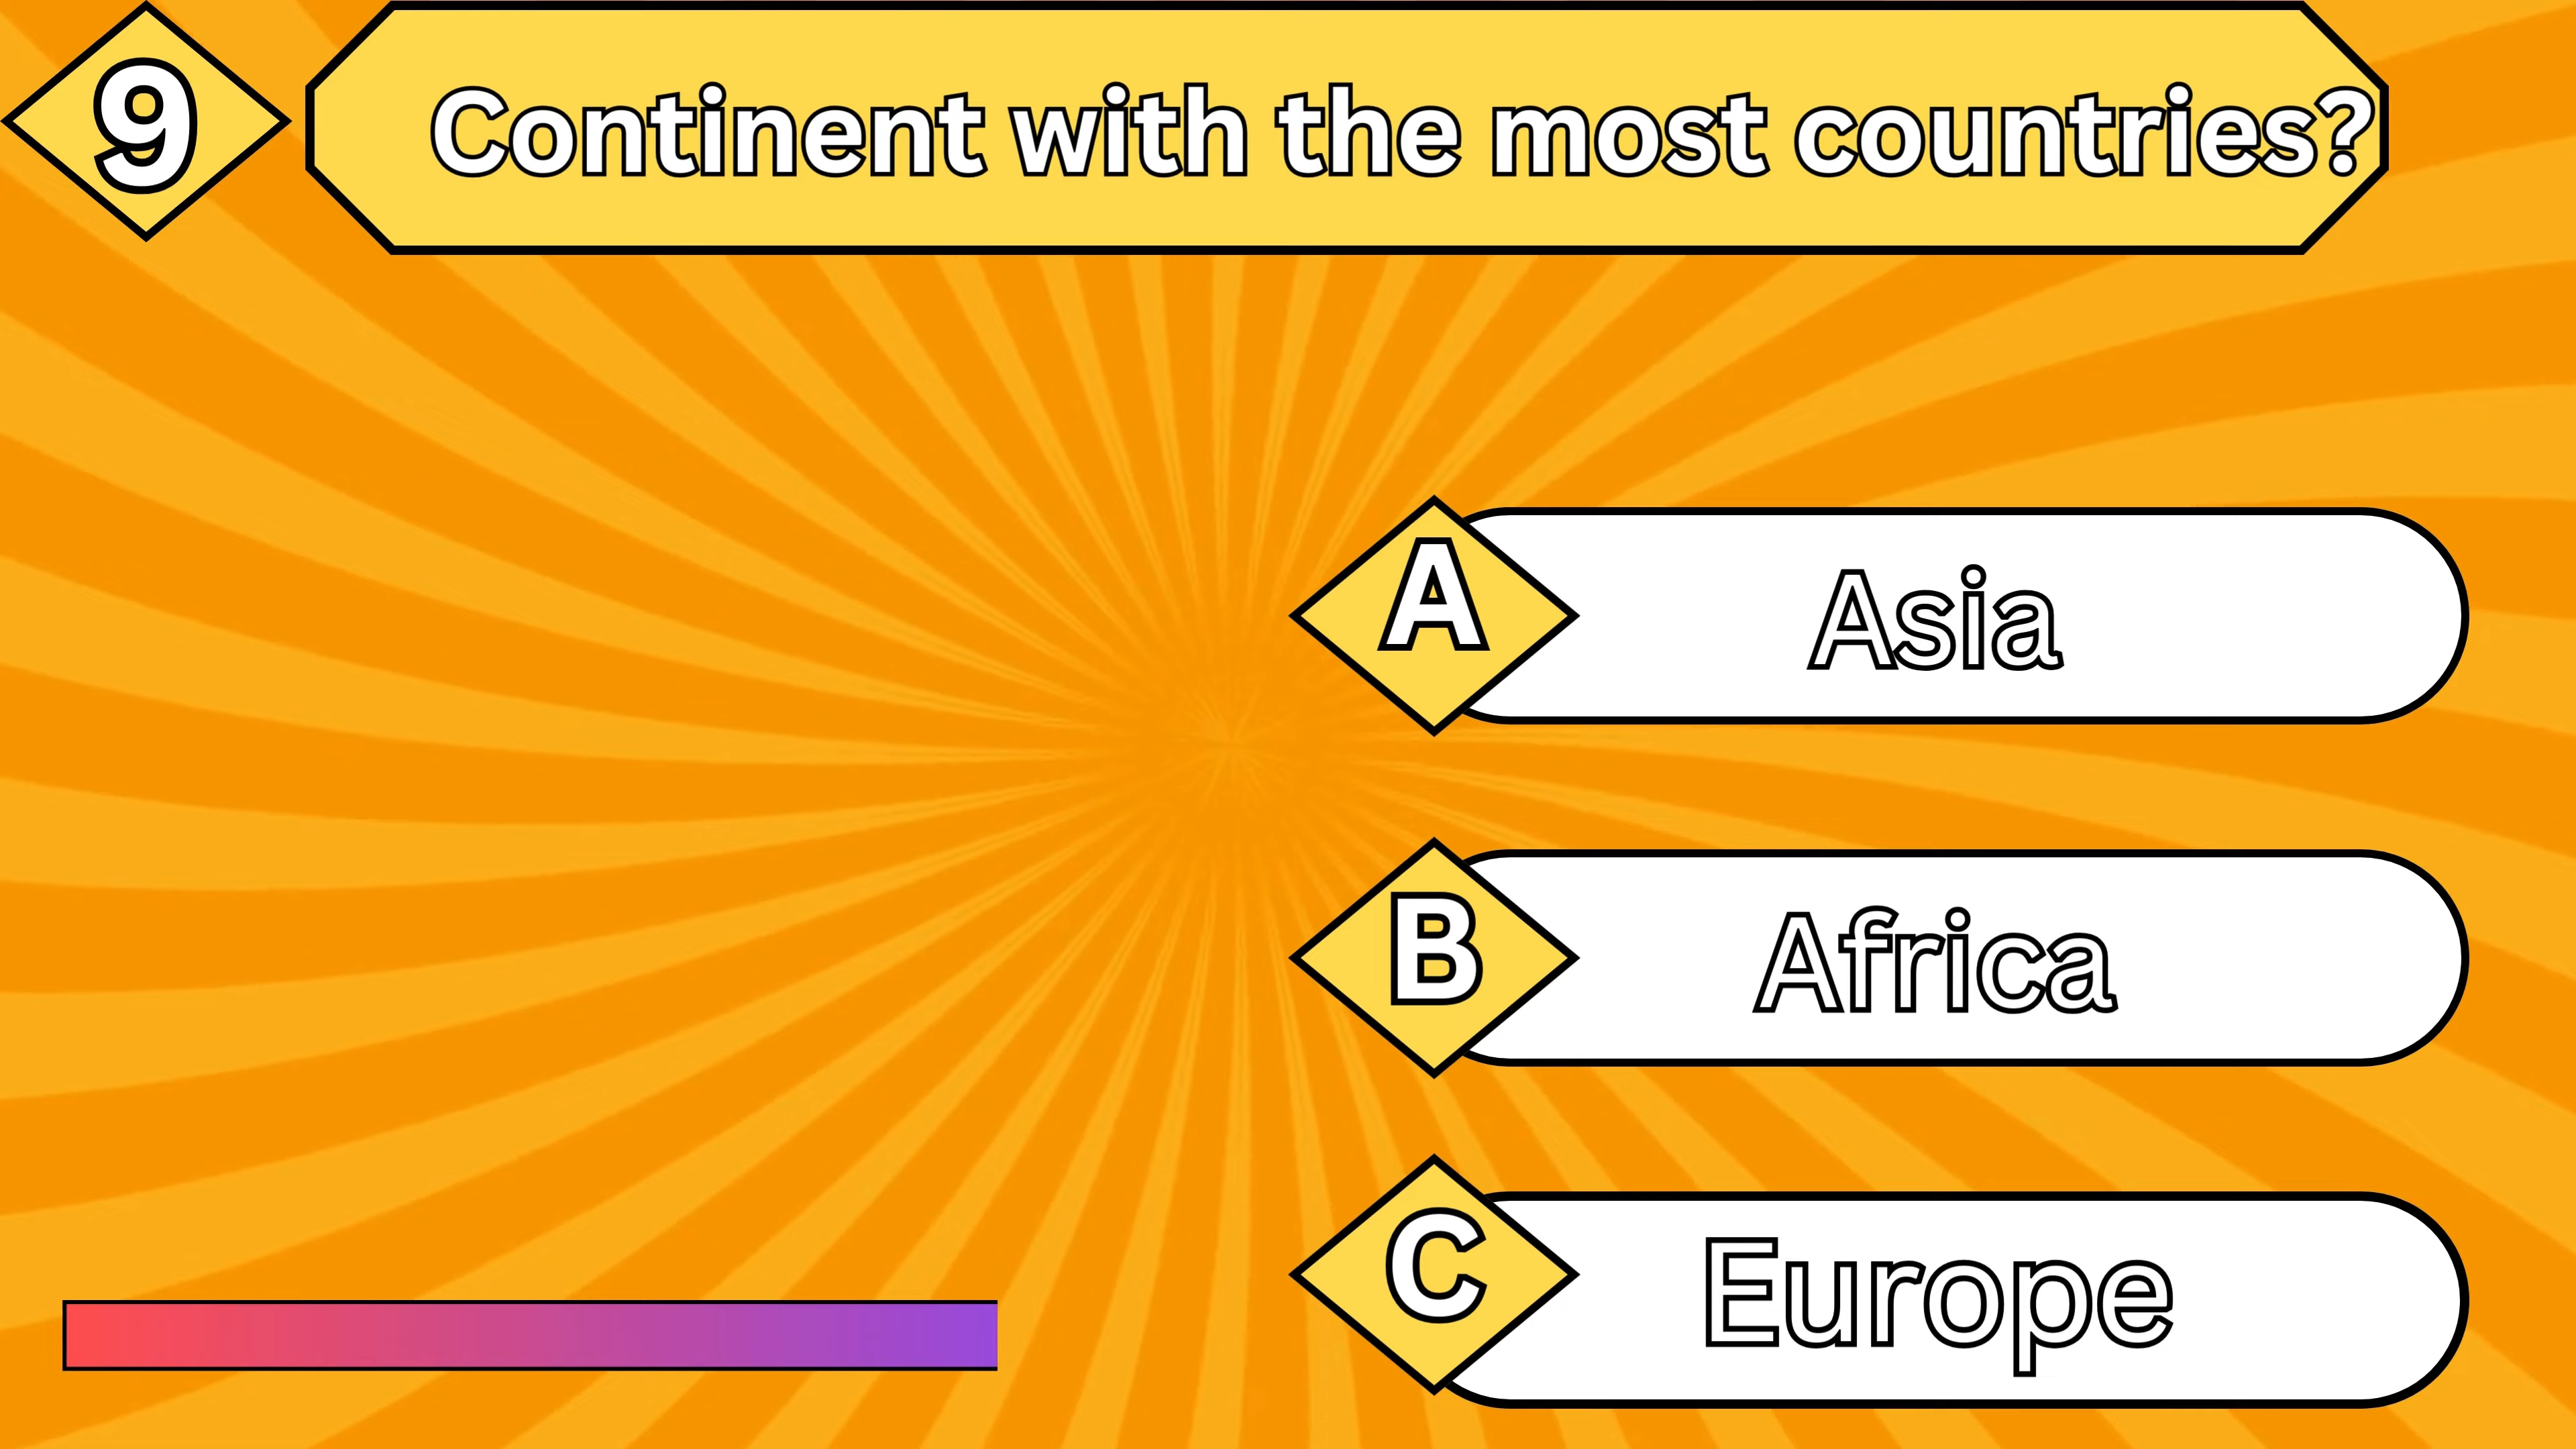 9
Continent with the most countries?
A
Asia
B
Africa
C
Europe